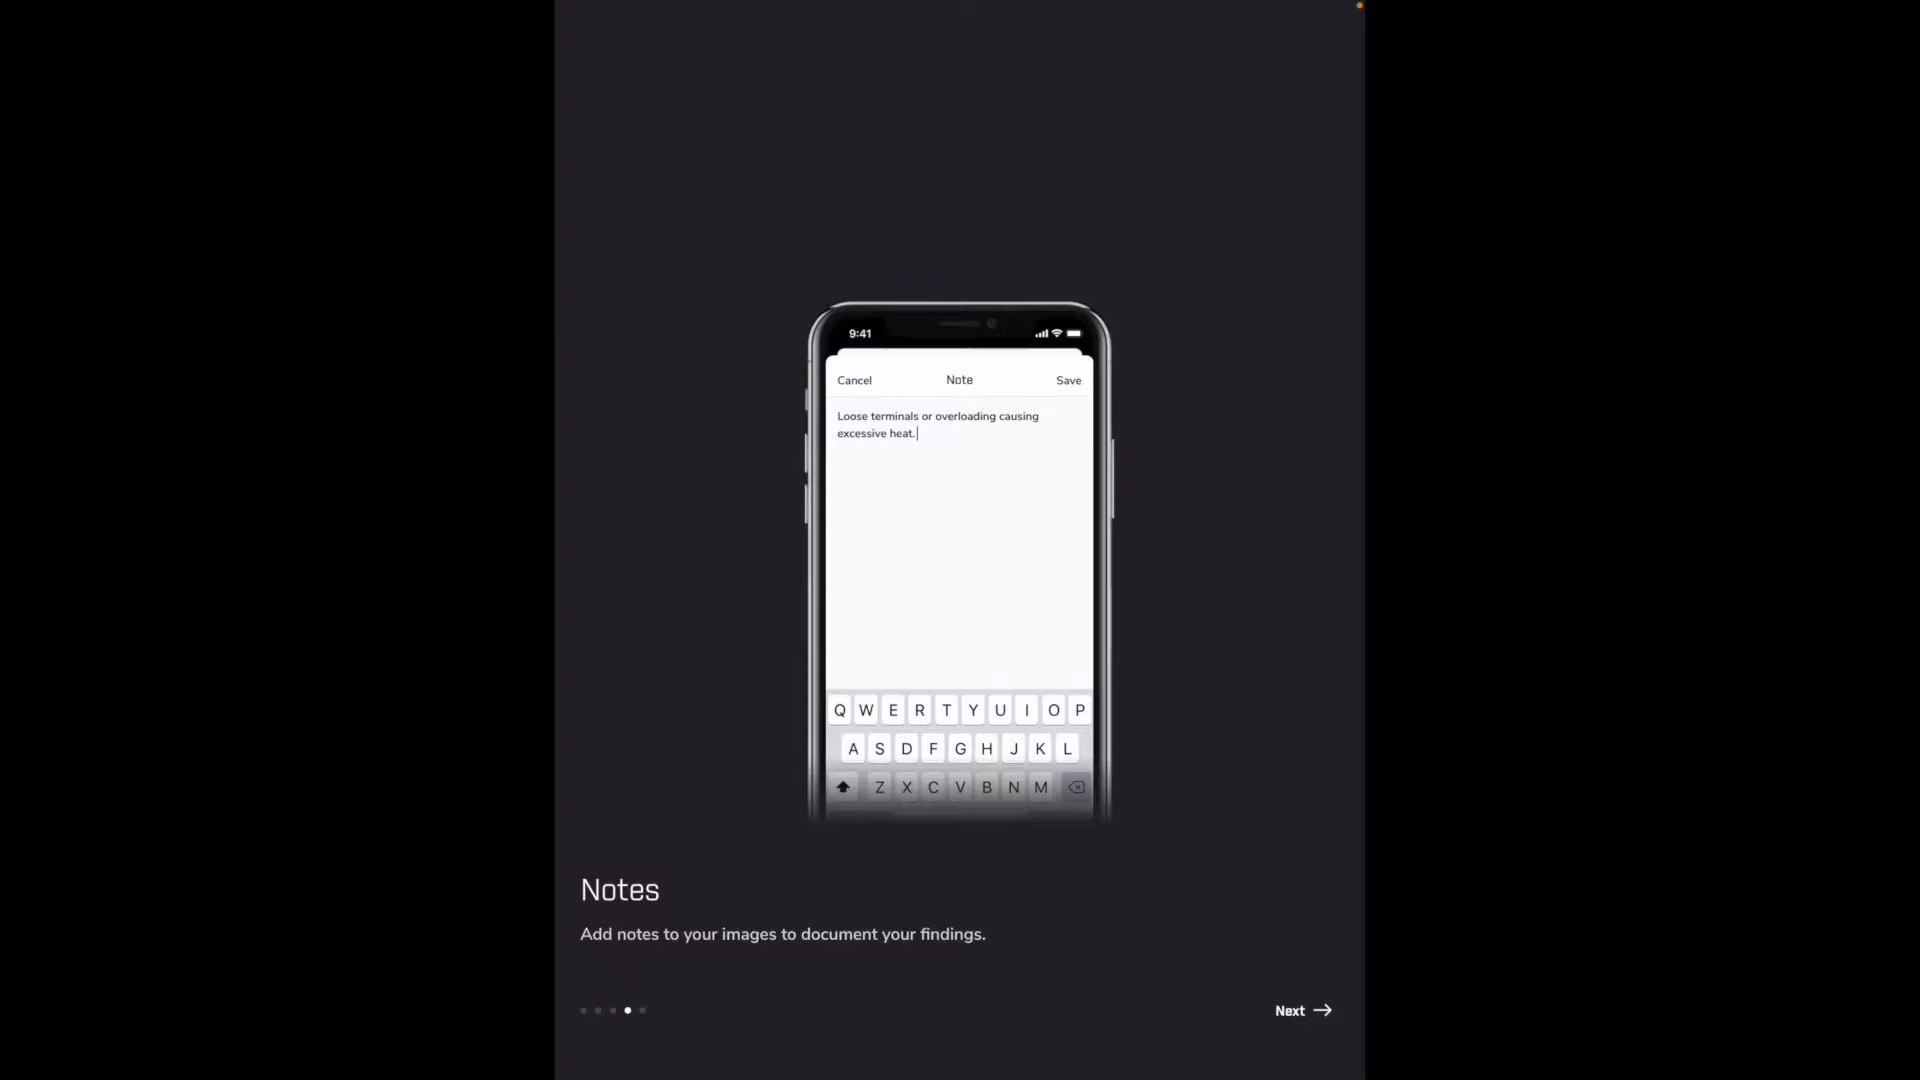 9:41
Cancel Note Save
Loose terminals or overloading causing
excessive heat.
Q W E R T Y U I O P
A S D F G H J K L
Z X C V B N M
Notes
Add notes to your images to document your findings.
Next